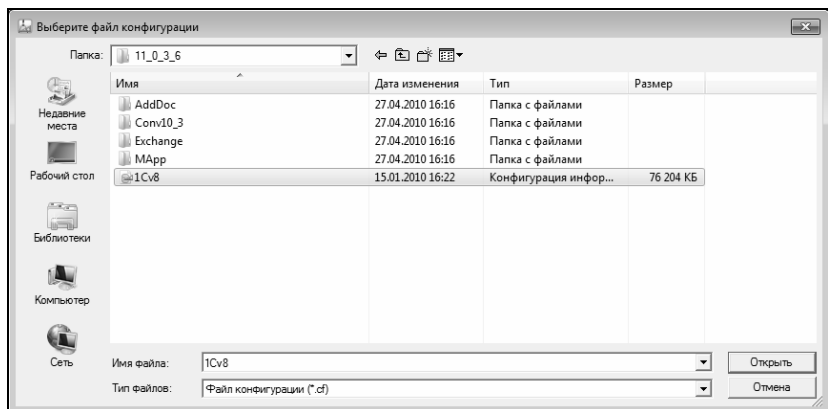 Выберите файл конфигурации
Папка: 11_0_3_6
Имя Дата изменения Тип Размер
AddDoc 27.04.2010 16:16 Папка с файлами
Conv10_3 27.04.2010 16:16 Папка с файлами
Exchange 27.04.2010 16:16 Папка с файлами
MApp 27.04.2010 16:16 Папка с файлами
1Cv8 15.01.2010 16:22 Конфигурация инфор... 76 204 КБ
Недавние
места
Рабочий стол
Библиотеки
Компьютер
Сеть
Имя файла: 1Cv8 Открыть
Тип файлов: Файл конфигурации (*.cf) Отмена